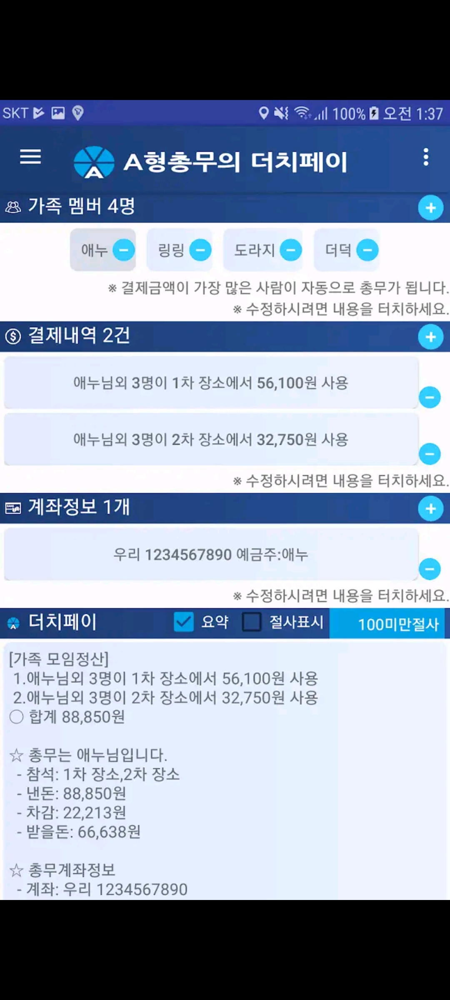 SKT 100% 오전 1:37
A형총무의 더치페이
가족 멤버 4명
애누 링링 도라지 더덕
※ 결제금액이 가장 많은 사람이 자동으로 총무가 됩니다.
※ 수정하시려면 내용을 터치하세요.
결제내역 2건
애누님외 3명이 1차 장소에서 56,100원 사용
애누님외 3명이 2차 장소에서 32,750원 사용
※ 수정하시려면 내용을 터치하세요.
계좌정보 1개
우리 1234567890 예금주:애누
※ 수정하시려면 내용을 터치하세요.
더치페이 요약 절사표시 100미만절사
[가족 모임정산]
1.애누님외 3명이 1차 장소에서 56,100원 사용
2.애누님외 3명이 2차 장소에서 32,750원 사용
○ 합계 88,850원
☆ 총무는 애누님입니다.
- 참석: 1차 장소,2차 장소
- 낸돈: 88,850원
- 차감: 22,213원
- 받을돈: 66,638원
☆ 총무계좌정보
- 계좌: 우리 1234567890